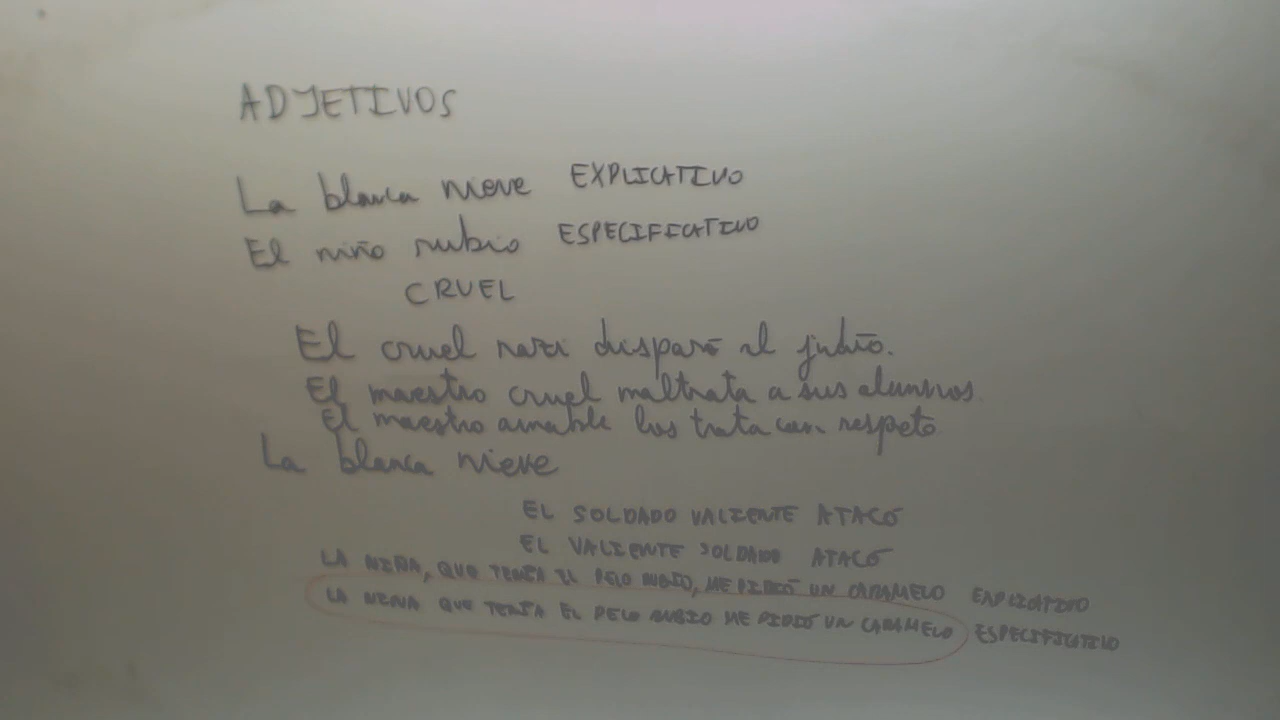 ADJETIVOS
La blanca nieve EXPLICATIVO
El niño rubio ESPECIFICATIVO
CRUEL
El cruel nazi disparó al judío.
El maestro cruel maltrata a sus alumnos.
El maestro amable los trata con respeto
La blanca nieve
EL SOLDADO VALIENTE ATACÓ
EL VALIENTE SOLDADO ATACÓ
LA NIÑA, QUE TENÍA EL PELO RUBIO, ME PIDIÓ UN CARAMELO EXPLICATIVO
LA NIÑA QUE TENÍA EL PELO RUBIO ME PIDIÓ UN CARAMELO ESPECIFICATIVO